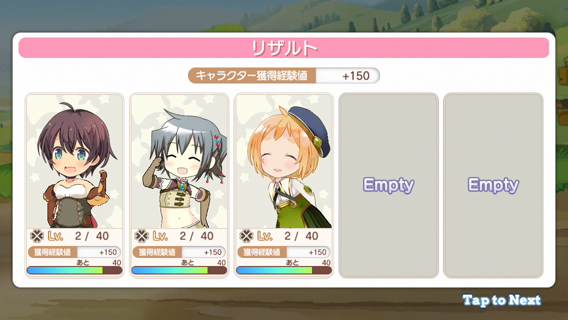 リザルト
キャラクター獲得経験値 +150
Empty Empty
Lv. 2 / 40 Lv. 2 / 40 Lv. 2 / 40
獲得経験値 +150 獲得経験値 +150 獲得経験値 +150
あと 40 あと 40 あと 40
Tap to Next